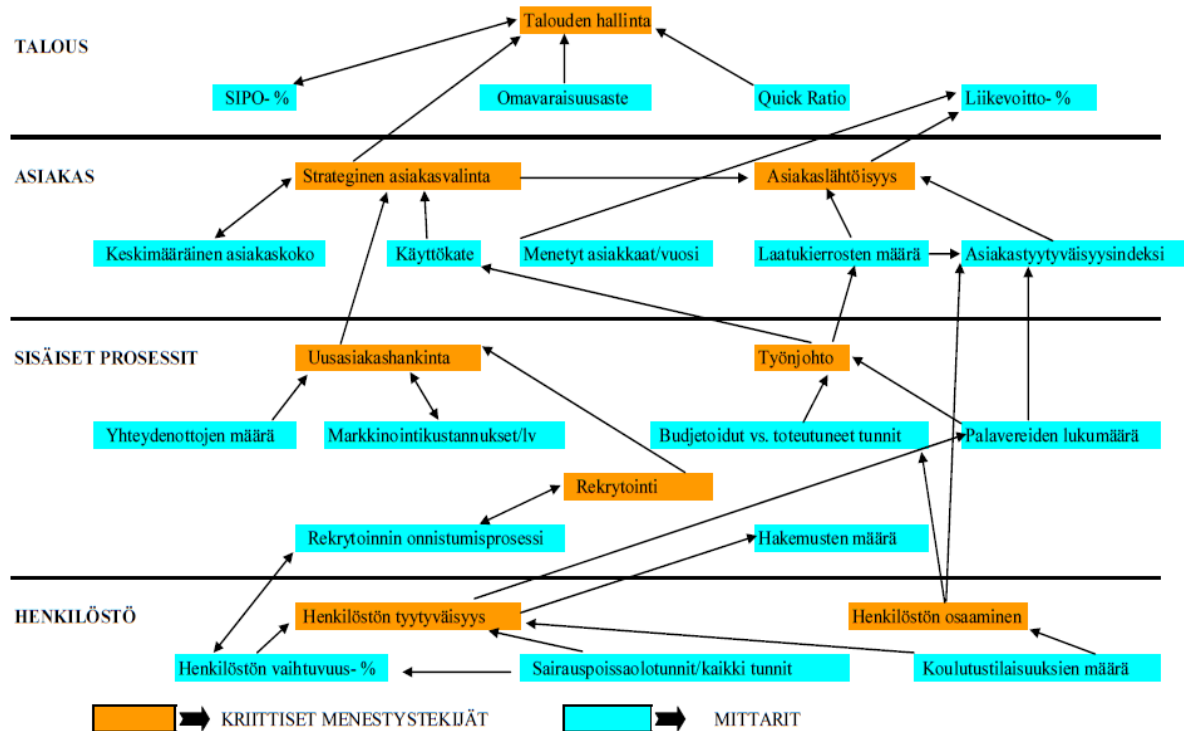 Talouden hallinta
TALOUS
SIPO- %
Omavaraisuusaste
Quick Ratio
Liikevoitto- %
ASIAKAS
Strateginen asiakasvalinta
Asiakaslähtöisyys
Keskimääräinen asiakaskoko
Käyttökate
Menetyt asiakkaat/vuosi
Laatukierrosten määrä
Asiakastyytyväisyysindeksi
SISÄISET PROSESSIT
Uusasiakashankinta
Työnjohto
Yhteydenottojen määrä
Markkinointikustannukset/lv
Budjetoidut vs. toteutuneet tunnit
Palavereiden lukumäärä
Rekrytointi
Rekrytoinnin onnistumisprosessi
Hakemusten määrä
HENKILÖSTÖ
Henkilöstön tyytyväisyys
Henkilöstön osaaminen
Henkilöstön vaihtuvuus- %
Sairauspoissaolotunnit/kaikki tunnit
Koulutustilaisuuksien määrä
KRIITTISET MENESTYSTEKIJÄT
MITTARIT